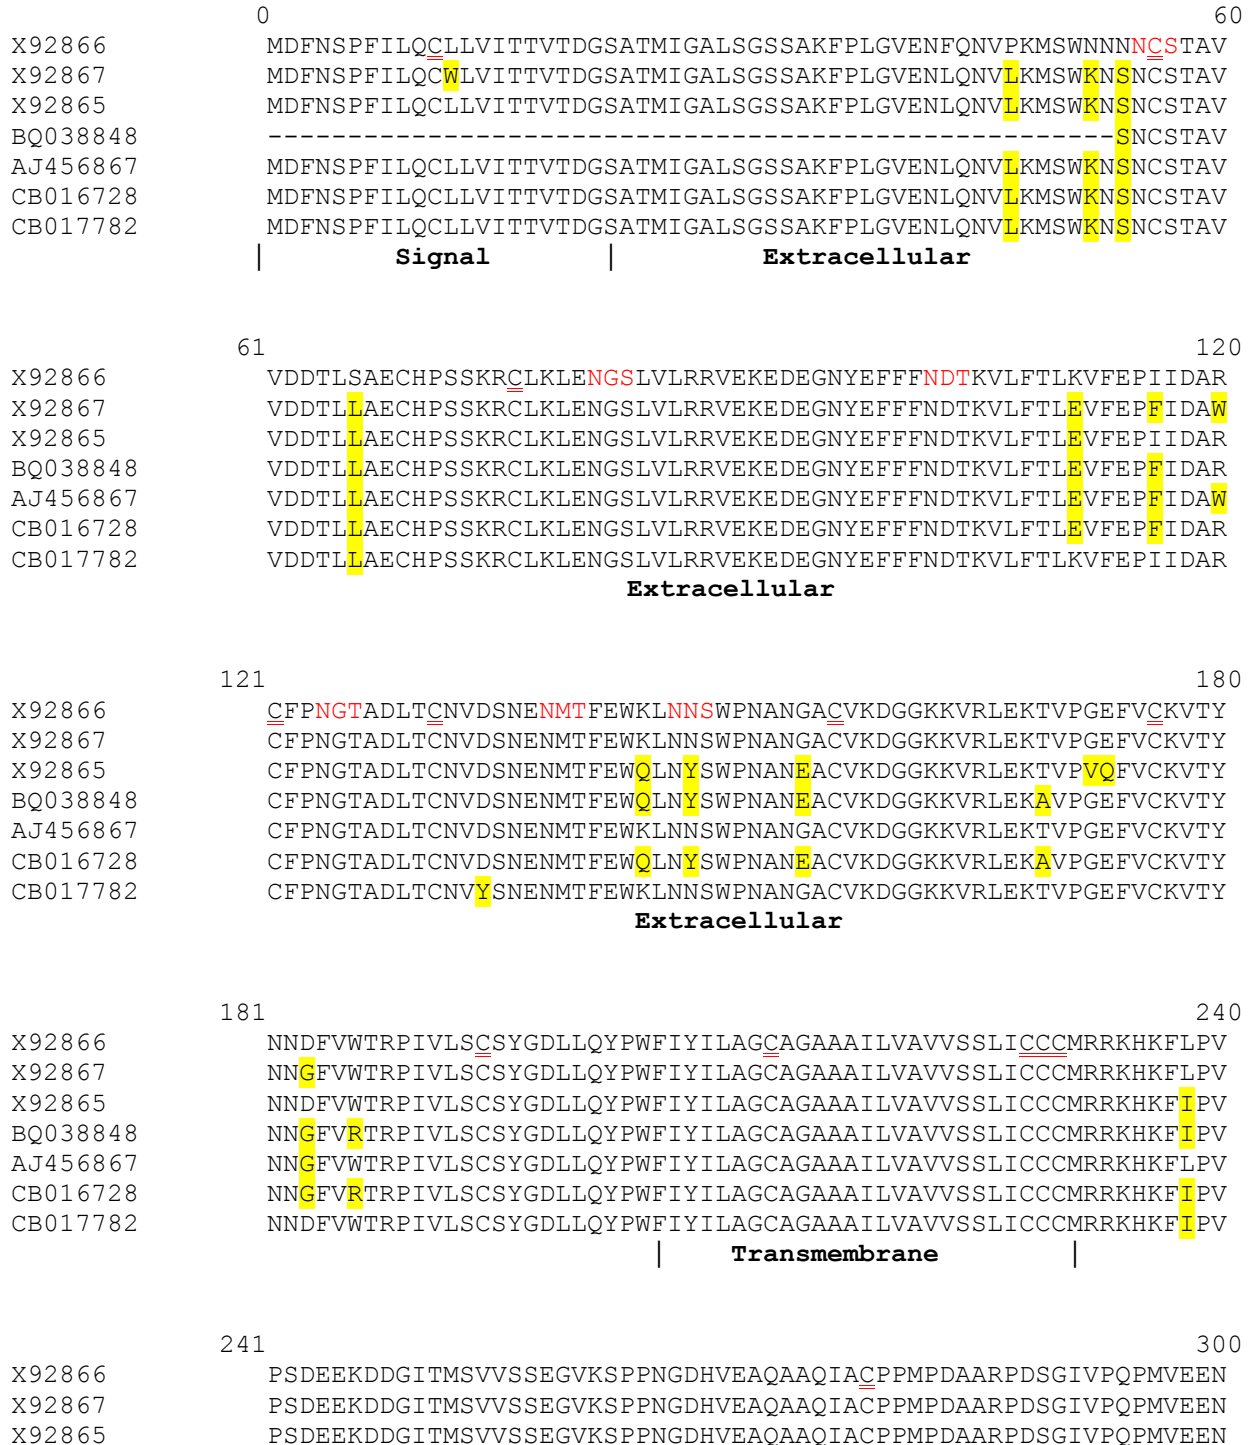 0 60
X92866 MDFNSPFILQCLLVITTVTDGSATMIGALSGSSAKFPLGVENFQNVPKMSWNNNNCSTAV
X92867 MDFNSPFILQCWLVITTVTDGSATMIGALSGSSAKFPLGVENLQNVLKMSWKNSNCSTAV
X92865 MDFNSPFILQCLLVITTVTDGSATMIGALSGSSAKFPLGVENLQNVLKMSWKNSNCSTAV
BQ038848 -----------------------------------------------------SNCSTAV
AJ456867 MDFNSPFILQCLLVITTVTDGSATMIGALSGSSAKFPLGVENLQNVLKMSWKNSNCSTAV
CB016728 MDFNSPFILQCLLVITTVTDGSATMIGALSGSSAKFPLGVENLQNVLKMSWKNSNCSTAV
CB017782 MDFNSPFILQCLLVITTVTDGSATMIGALSGSSAKFPLGVENLQNVLKMSWKNSNCSTAV
| Signal | Extracellular
61 120
X92866 VDDTLSAECHPSSKRCLKLENGSLVLRRVEKEDEGNYEFFFNDTKVLFTLKVFEPIIDAR
X92867 VDDTLLAECHPSSKRCLKLENGSLVLRRVEKEDEGNYEFFFNDTKVLFTLEVFEPFIDAW
X92865 VDDTLLAECHPSSKRCLKLENGSLVLRRVEKEDEGNYEFFFNDTKVLFTLEVFEPIIDAR
BQ038848 VDDTLLAECHPSSKRCLKLENGSLVLRRVEKEDEGNYEFFFNDTKVLFTLEVFEPFIDAR
AJ456867 VDDTLLAECHPSSKRCLKLENGSLVLRRVEKEDEGNYEFFFNDTKVLFTLEVFEPFIDAW
CB016728 VDDTLLAECHPSSKRCLKLENGSLVLRRVEKEDEGNYEFFFNDTKVLFTLEVFEPFIDAR
CB017782 VDDTLLAECHPSSKRCLKLENGSLVLRRVEKEDEGNYEFFFNDTKVLFTLKVFEPIIDAR
Extracellular
121 180
X92866 CFPNGTADLTCNVDSNENMTFEWKLNNSWPNANGACVKDGGKKVRLEKTVPGEFVCKVTY
X92867 CFPNGTADLTCNVDSNENMTFEWKLNNSWPNANGACVKDGGKKVRLEKTVPGEFVCKVTY
X92865 CFPNGTADLTCNVDSNENMTFEWQLNYSWPNANEACVKDGGKKVRLEKTVPVQFVCKVTY
BQ038848 CFPNGTADLTCNVDSNENMTFEWQLNYSWPNANEACVKDGGKKVRLEKAVPGEFVCKVTY
AJ456867 CFPNGTADLTCNVDSNENMTFEWKLNNSWPNANGACVKDGGKKVRLEKTVPGEFVCKVTY
CB016728 CFPNGTADLTCNVDSNENMTFEWQLNYSWPNANEACVKDGGKKVRLEKAVPGEFVCKVTY
CB017782 CFPNGTADLTCNVYSNENMTFEWKLNNSWPNANGACVKDGGKKVRLEKTVPGEFVCKVTY
Extracellular
181 240
X92866 NNDFVWTRPIVLSCSYGDLLQYPWFIYILAGCAGAAAILVAVVSSLICCCMRRKHKFLPV
X92867 NNGFVWTRPIVLSCSYGDLLQYPWFIYILAGCAGAAAILVAVVSSLICCCMRRKHKFLPV
X92865 NNDFVWTRPIVLSCSYGDLLQYPWFIYILAGCAGAAAILVAVVSSLICCCMRRKHKFIPV
BQ038848 NNGFVRTRPIVLSCSYGDLLQYPWFIYILAGCAGAAAILVAVVSSLICCCMRRKHKFIPV
AJ456867 NNGFVWTRPIVLSCSYGDLLQYPWFIYILAGCAGAAAILVAVVSSLICCCMRRKHKFLPV
CB016728 NNGFVRTRPIVLSCSYGDLLQYPWFIYILAGCAGAAAILVAVVSSLICCCMRRKHKFIPV
CB017782 NNDFVWTRPIVLSCSYGDLLQYPWFIYILAGCAGAAAILVAVVSSLICCCMRRKHKFIPV
| Transmembrane |
241 300
X92866 PSDEEKDDGITMSVVSSEGVKSPPNGDHVEAQAAQIACPPMPDAARPDSGIVPQPMVEEN
X92867 PSDEEKDDGITMSVVSSEGVKSPPNGDHVEAQAAQIACPPMPDAARPDSGIVPQPMVEEN
X92865 PSDEEKDDGITMSVVSSEGVKSPPNGDHVEAQAAQIACPPMPDAARPDSGIVPQPMVEEN